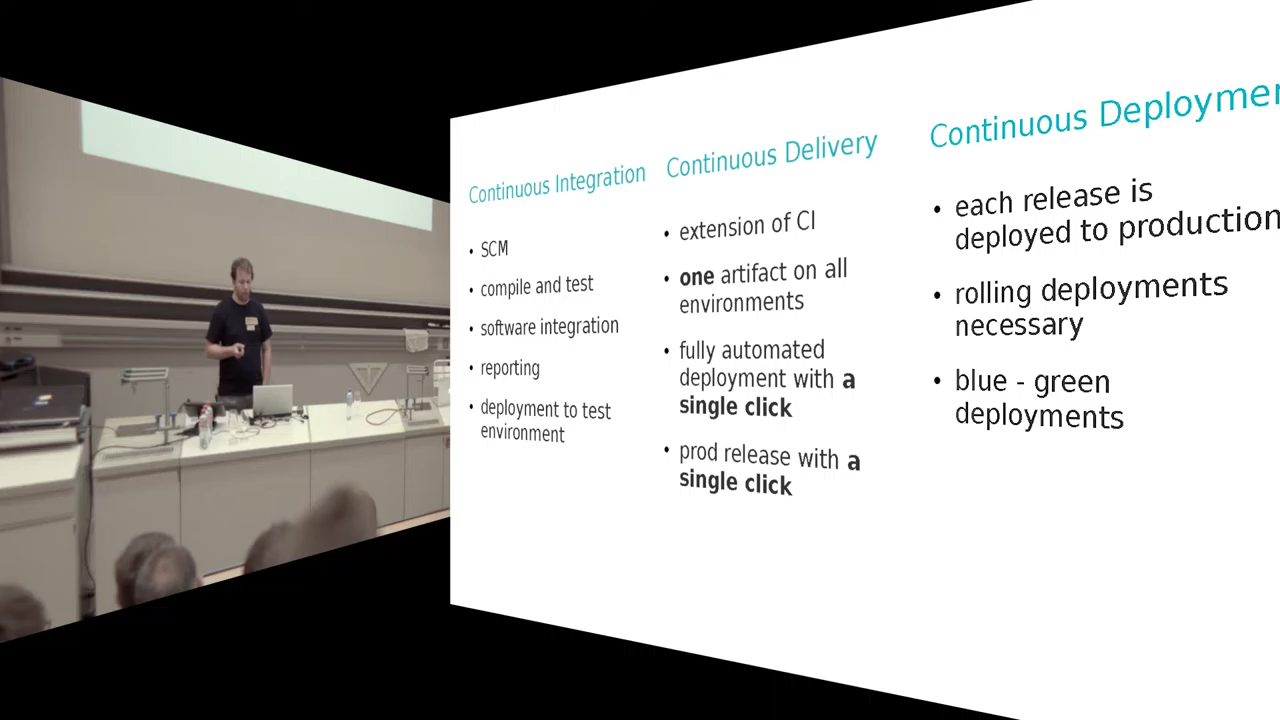 Continuous Integration
• SCM
• compile and test
• software integration
• reporting
• deployment to test
environment
Continuous Delivery
• extension of CI
• one artifact on all
environments
• fully automated
deployment with a
single click
• prod release with a
single click
Continuous Deploymen
• each release is
deployed to production
• rolling deployments
necessary
• blue - green
deployments